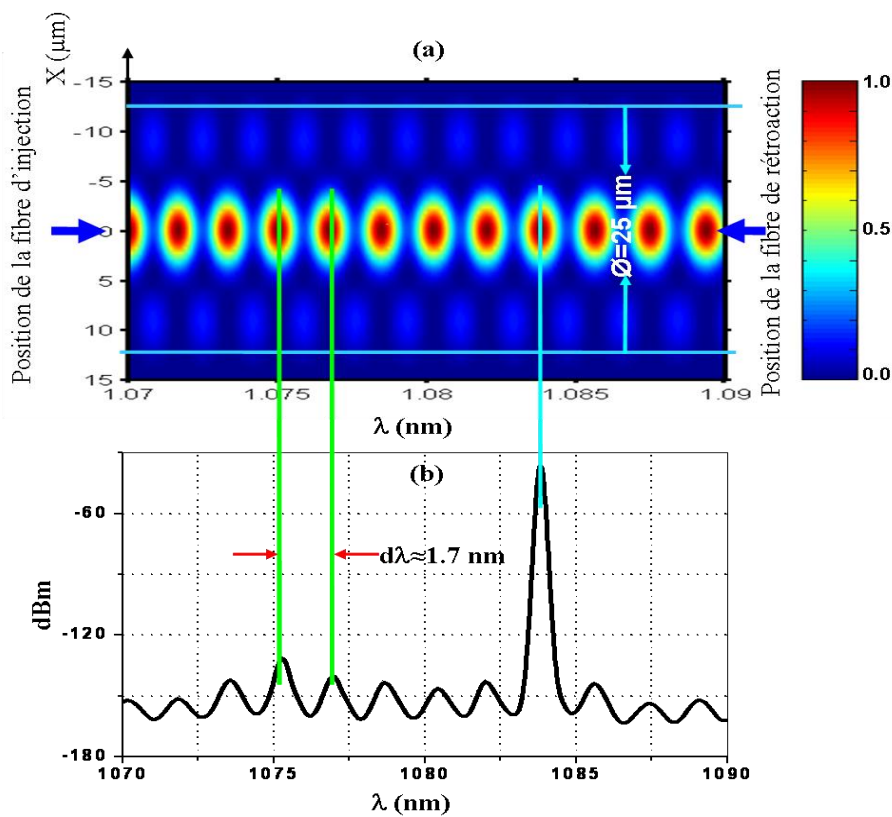 (a)
X (µm)
-15
-10
-5
0
5
10
15
1.07
1.075
1.08
1.085
1.09
λ (nm)
Position de la fibre d'injection
Ø=25 µm
Position de la fibre de rétroaction
1.0
0.5
0.0
(b)
-60
-120
-180
dBm
dλ≈1.7 nm
1070
1075
1080
1085
1090
λ (nm)